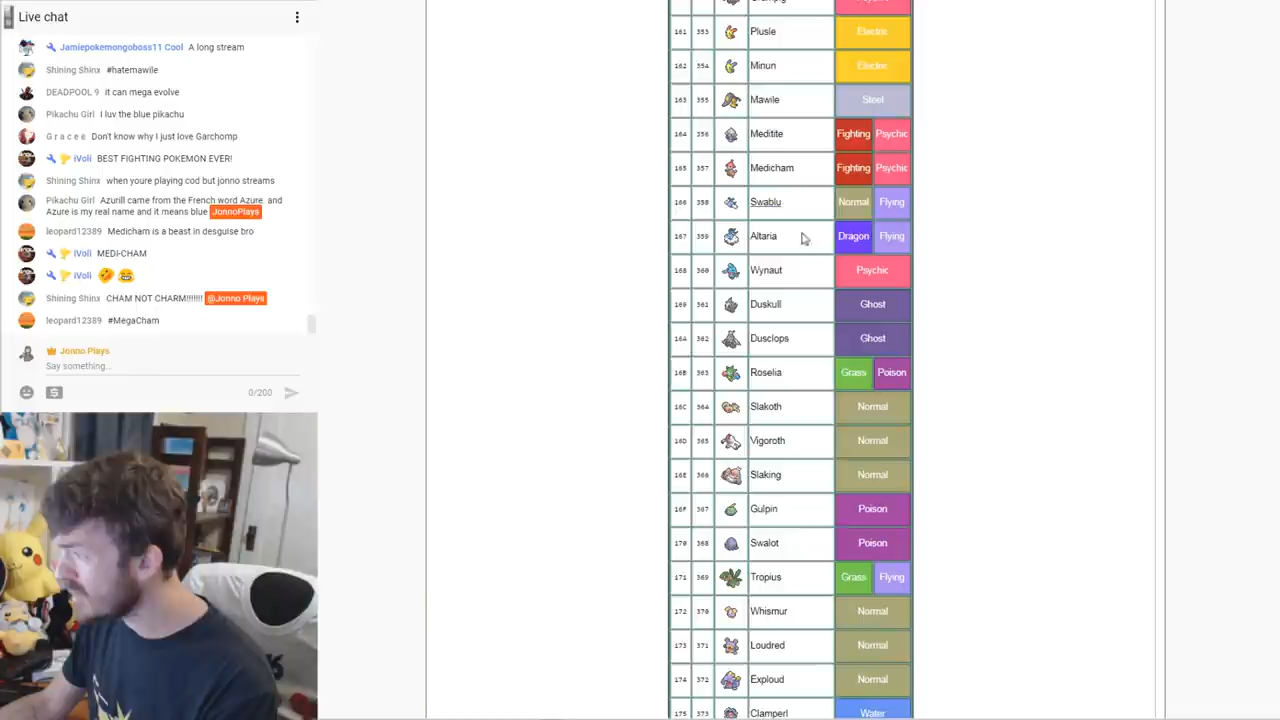 Live chat
Jamiepokemongoboss11 Cool A long stream
Shining Shinx #hatemawile
DEADPOOL 9 it can mega evolve
Pikachu Girl I luv the blue pikachu
G r a c e e Don't know why I just love Garchomp
iVoli BEST FIGHTING POKEMON EVER!
Shining Shinx when youre playing cod but jonno streams
Pikachu Girl Azurill came from the French word Azure, and
Azure is my real name and it means blue JonnoPlays
leopard12389 Medicham is a beast in desguise bro
iVoli MEDI-CHAM
iVoli
Shining Shinx CHAM NOT CHARM!!!!!!! @Jonno Plays
leopard12389 #MegaCham
Jonno Plays
Say something...
0/200
161 353 Plusle Electric
162 354 Minun Electric
163 355 Mawile Steel
164 356 Meditite Fighting Psychic
165 357 Medicham Fighting Psychic
166 358 Swablu Normal Flying
167 359 Altaria Dragon Flying
168 360 Wynaut Psychic
169 361 Duskull Ghost
16A 362 Dusclops Ghost
16B 363 Roselia Grass Poison
16C 364 Slakoth Normal
16D 365 Vigoroth Normal
16E 366 Slaking Normal
16F 367 Gulpin Poison
170 368 Swalot Poison
171 369 Tropius Grass Flying
172 370 Whismur Normal
173 371 Loudred Normal
174 372 Exploud Normal
175 373 Clamperl Water